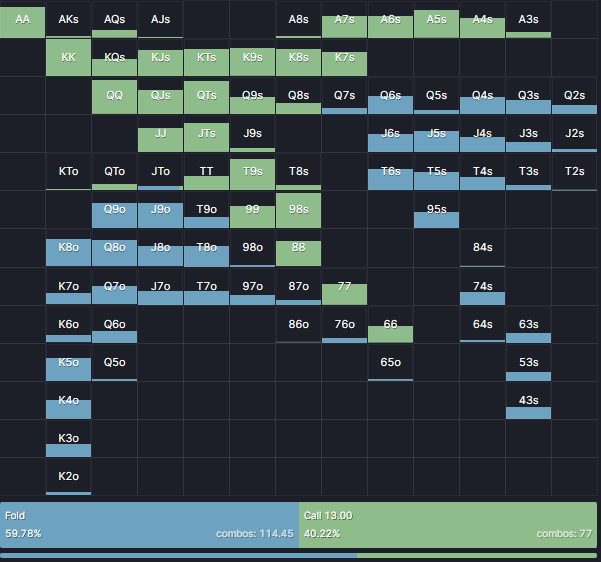 AA AKs AQs AJs A8s A7s A6s A5s A4s A3s
KK KQs KJs KTs K9s K8s K7s
QQ QJs QTs Q9s Q8s Q7s Q6s Q5s Q4s Q3s Q2s
JJ JTs J9s J6s J5s J4s J3s J2s
KTo QTo JTo TT T9s T8s T6s T5s T4s T3s T2s
Q9o J9o T9o 99 98s 95s
K8o Q8o J8o T8o 98o 88 84s
K7o Q7o J7o T7o 97o 87o 77 74s
K6o Q6o 86o 76o 66 64s 63s
K5o Q5o 65o 53s
K4o 43s
K3o
K2o
Fold Call 13.00
59.78% combos: 114.45 40.22% combos: 77